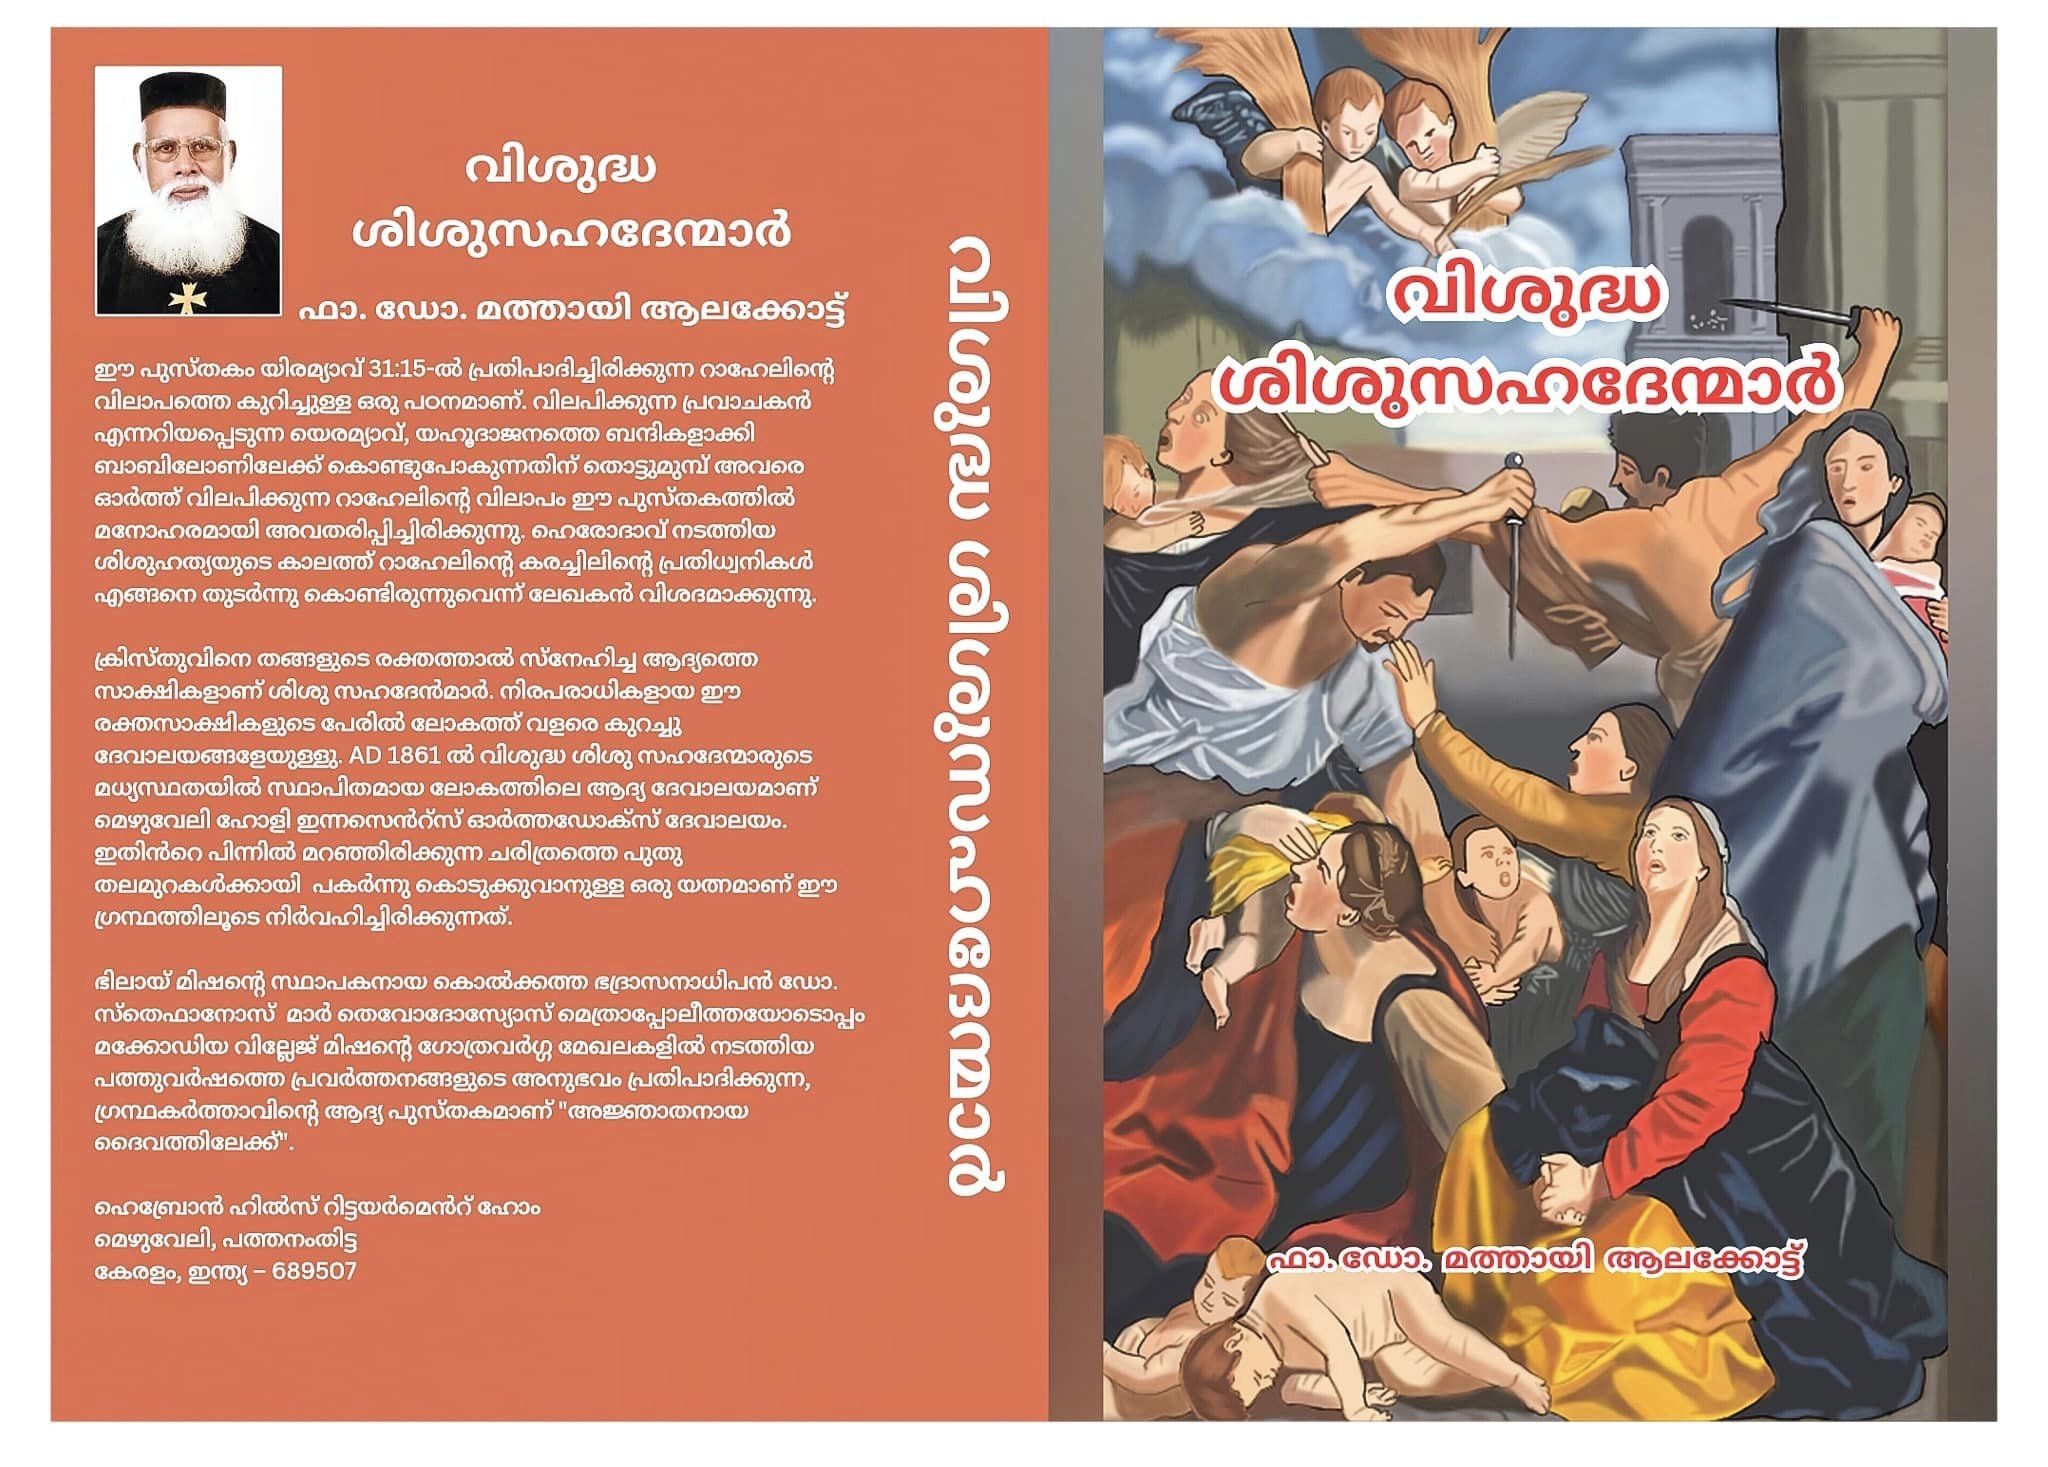 വിശുദ്ധ
ശിശുസഹദേന്മാർ
ഫാ. ഡോ. മത്തായി ആലക്കോട്ട്
ഈ പുസ്തകം യിരമ്യാവ് 31:15-ൽ പ്രതിപാദിച്ചിരിക്കുന്ന റാഹേലിന്റെ
വിലാപത്തെ കുറിച്ചുള്ള ഒരു പഠനമാണ്. വിലപിക്കുന്ന പ്രവാചകൻ
എന്നറിയപ്പെടുന്ന യെരമ്യാവ്, യഹൂദാജനത്തെ ബന്ദികളാക്കി
ബാബിലോണിലേക്ക് കൊണ്ടുപോകുന്നതിന് തൊട്ടുമുമ്പ് അവരെ
ഓർത്ത് വിലപിക്കുന്ന റാഹേലിന്റെ വിലാപം ഈ പുസ്തകത്തിൽ
മനോഹരമായി അവതരിപ്പിച്ചിരിക്കുന്നു. ഹെരോദാവ് നടത്തിയ
ശിശുഹത്യയുടെ കാലത്ത് റാഹേലിന്റെ കരച്ചിലിന്റെ പ്രതിധ്വനികൾ
എങ്ങനെ തുടർന്നു കൊണ്ടിരുന്നുവെന്ന് ലേഖകൻ വിശദമാക്കുന്നു.
ക്രിസ്തുവിനെ തങ്ങളുടെ രക്തത്താൽ സ്നേഹിച്ച ആദ്യത്തെ
സാക്ഷികളാണ് ശിശു സഹദേൻമാർ. നിരപരാധികളായ ഈ
രക്തസാക്ഷികളുടെ പേരിൽ ലോകത്ത് വളരെ കുറച്ചു
ദേവാലയങ്ങളേയുള്ളു. AD 1861 ൽ വിശുദ്ധ ശിശു സഹദേന്മാരുടെ
മധ്യസ്ഥതയിൽ സ്ഥാപിതമായ ലോകത്തിലെ ആദ്യ ദേവാലയമാണ്
മെഴുവേലി ഹോളി ഇന്നസെൻറ്സ് ഓർത്തഡോക്സ് ദേവാലയം.
ഇതിൻറെ പിന്നിൽ മറഞ്ഞിരിക്കുന്ന ചരിത്രത്തെ പുതു
തലമുറകൾക്കായി പകർന്നു കൊടുക്കുവാനുള്ള ഒരു യത്നമാണ് ഈ
ഗ്രന്ഥത്തിലൂടെ നിർവഹിച്ചിരിക്കുന്നത്.
ഭിലായ് മിഷന്റെ സ്ഥാപകനായ കൊൽക്കത്ത ഭദ്രാസനാധിപൻ ഡോ.
സ്തെഫാനോസ് മാർ തെവോദോസ്യോസ് മെത്രാപ്പോലീത്തയോടൊപ്പം
മക്കോഡിയ വില്ലേജ് മിഷന്റെ ഗോത്രവർഗ്ഗ മേഖലകളിൽ നടത്തിയ
പത്തുവർഷത്തെ പ്രവർത്തനങ്ങളുടെ അനുഭവം പ്രതിപാദിക്കുന്ന,
ഗ്രന്ഥകർത്താവിന്റെ ആദ്യ പുസ്തകമാണ് "അജ്ഞാതനായ
ദൈവത്തിലേക്ക്".
ഹെബ്രോൻ ഹിൽസ് റിട്ടയർമെൻറ് ഹോം
മെഴുവേലി, പത്തനംതിട്ട
കേരളം, ഇന്ത്യ – 689507
വിശുദ്ധ ശിശുസഹദേന്മാർ
വിശുദ്ധ
ശിശുസഹദേന്മാർ
ഫാ. ഡോ. മത്തായി ആലക്കോട്ട്